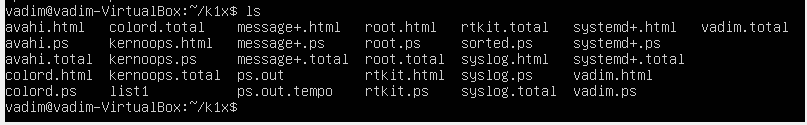 vadim@vadim-VirtualBox:~/k1x$ ls
avahi.html colord.total message+.html root.html rtkit.total systemd+.html vadim.total
avahi.ps kernoops.html message+.ps root.ps sorted.ps systemd+.ps
avahi.total kernoops.ps message+.total root.total syslog.html systemd+.total
colord.html kernoops.total ps.out rtkit.html syslog.ps vadim.html
colord.ps list1 ps.out.tempo rtkit.ps syslog.total vadim.ps
vadim@vadim-VirtualBox:~/k1x$